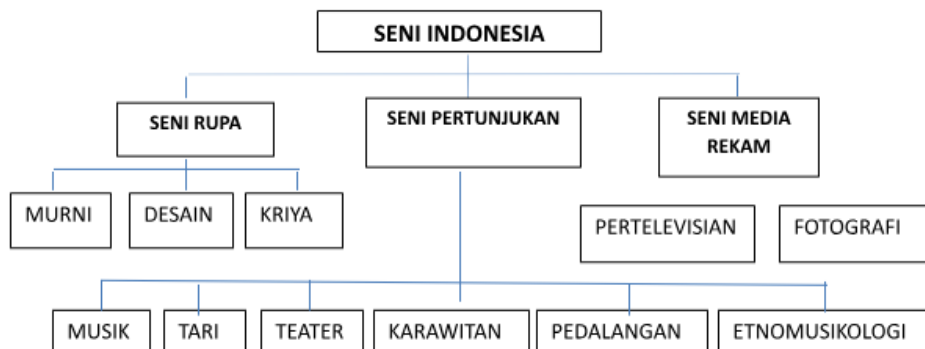 SENI INDONESIA
SENI RUPA
SENI PERTUNJUKAN
SENI MEDIA
REKAM
MURNI
DESAIN
KRIYA
PERTELEVISIAN
FOTOGRAFI
MUSIK
TARI
TEATER
KARAWITAN
PEDALANGAN
ETNOMUSIKOLOGI